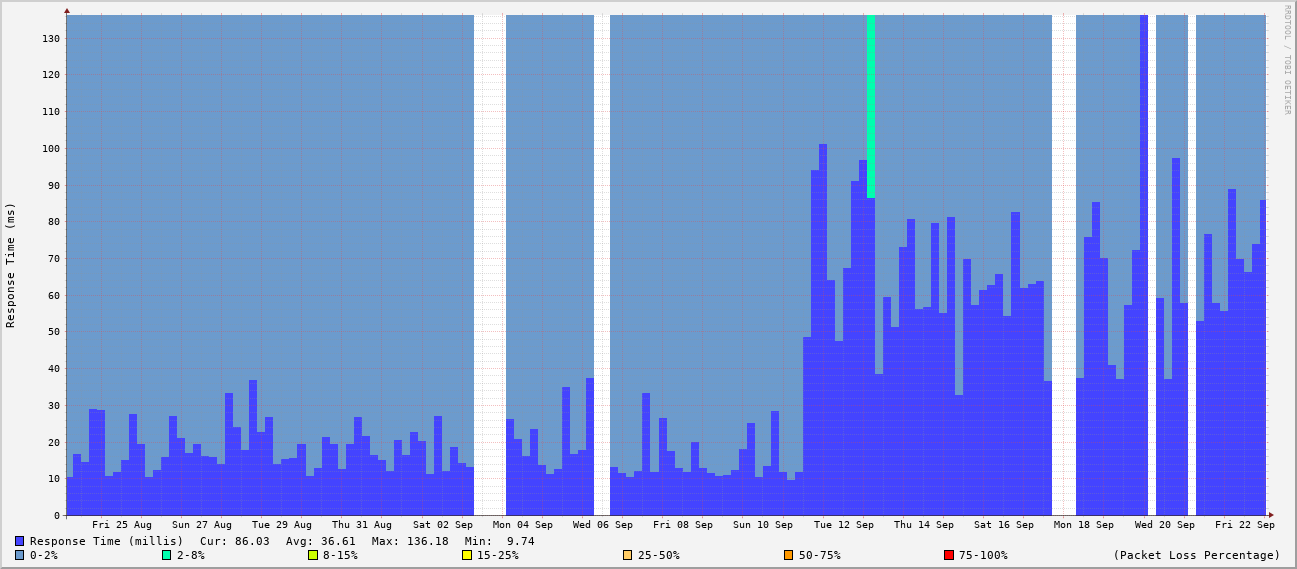 RRDTOOL / TOBI OETIKER
Response Time (ms)
130
120
110
100
90
80
70
60
50
40
30
20
10
0
Fri 25 Aug Sun 27 Aug Tue 29 Aug Thu 31 Aug Sat 02 Sep Mon 04 Sep Wed 06 Sep Fri 08 Sep Sun 10 Sep Tue 12 Sep Thu 14 Sep Sat 16 Sep Mon 18 Sep Wed 20 Sep Fri 22 Sep
Response Time (millis) Cur: 86.03 Avg: 36.61 Max: 136.18 Min: 9.74
0-2% 2-8% 8-15% 15-25% 25-50% 50-75% 75-100% (Packet Loss Percentage)